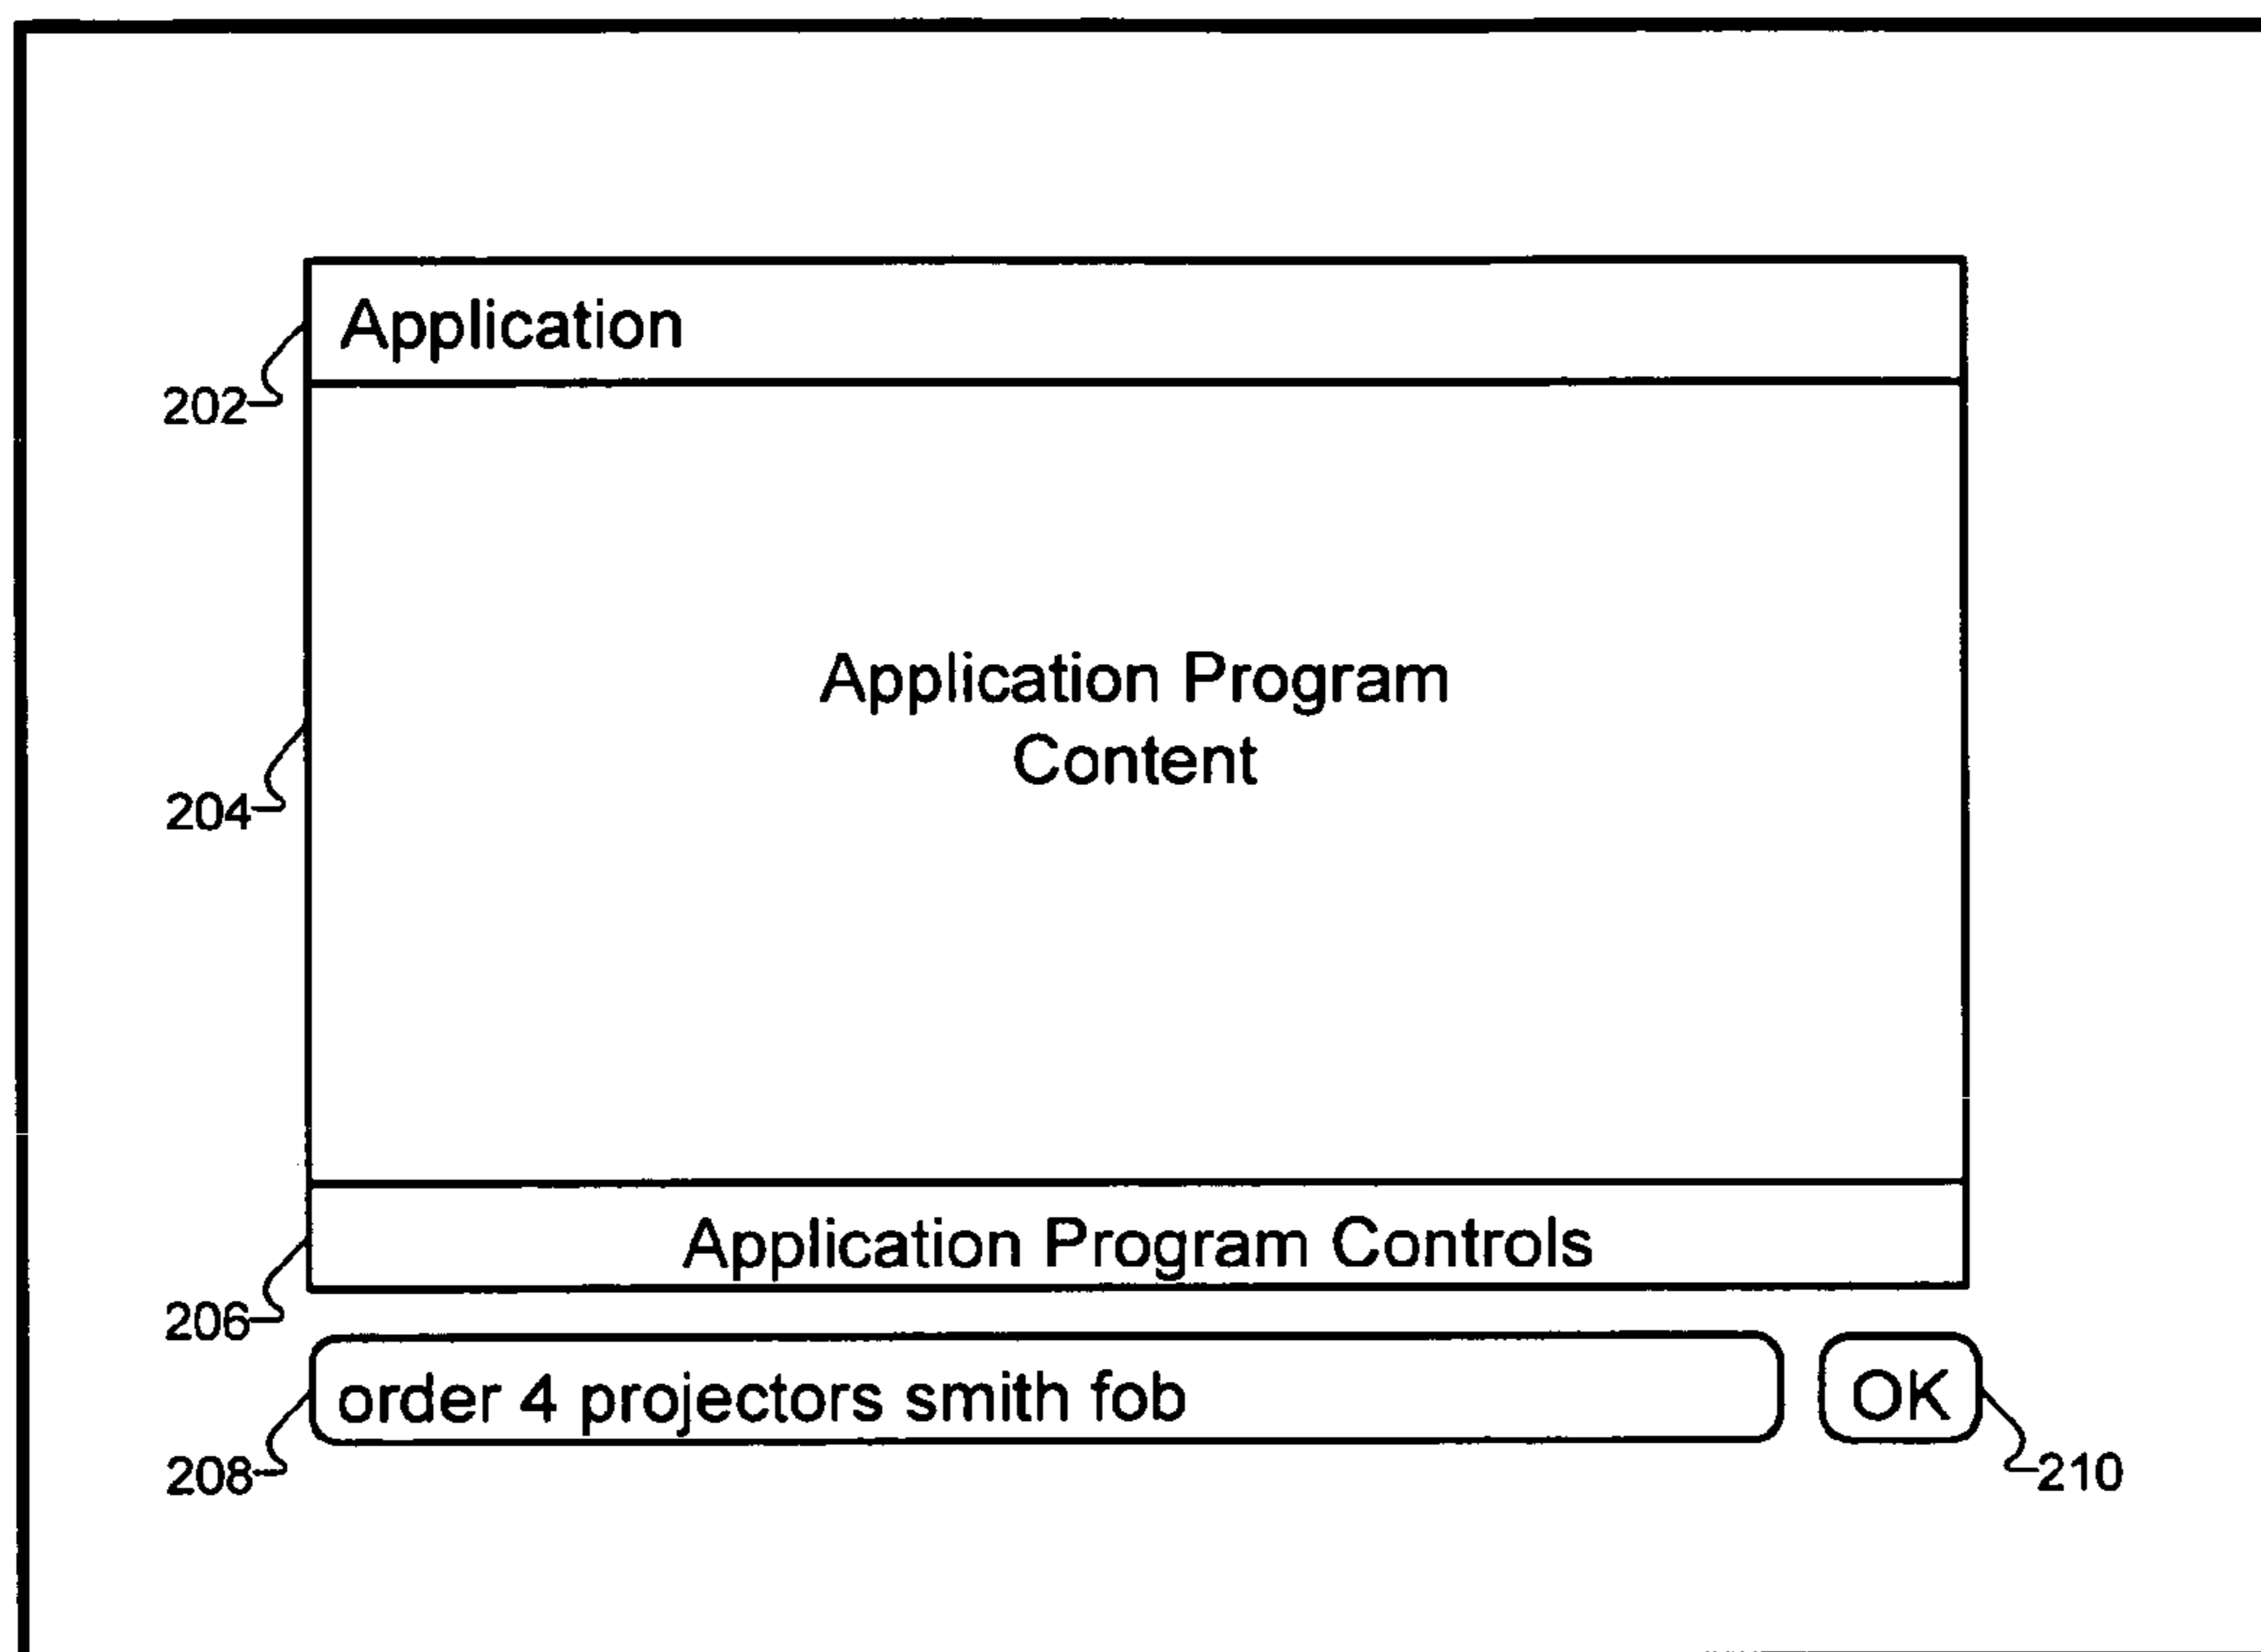 Application
202
Application Program
Content
204
Application Program Controls
206
order 4 projectors smith fob
OK
208
210